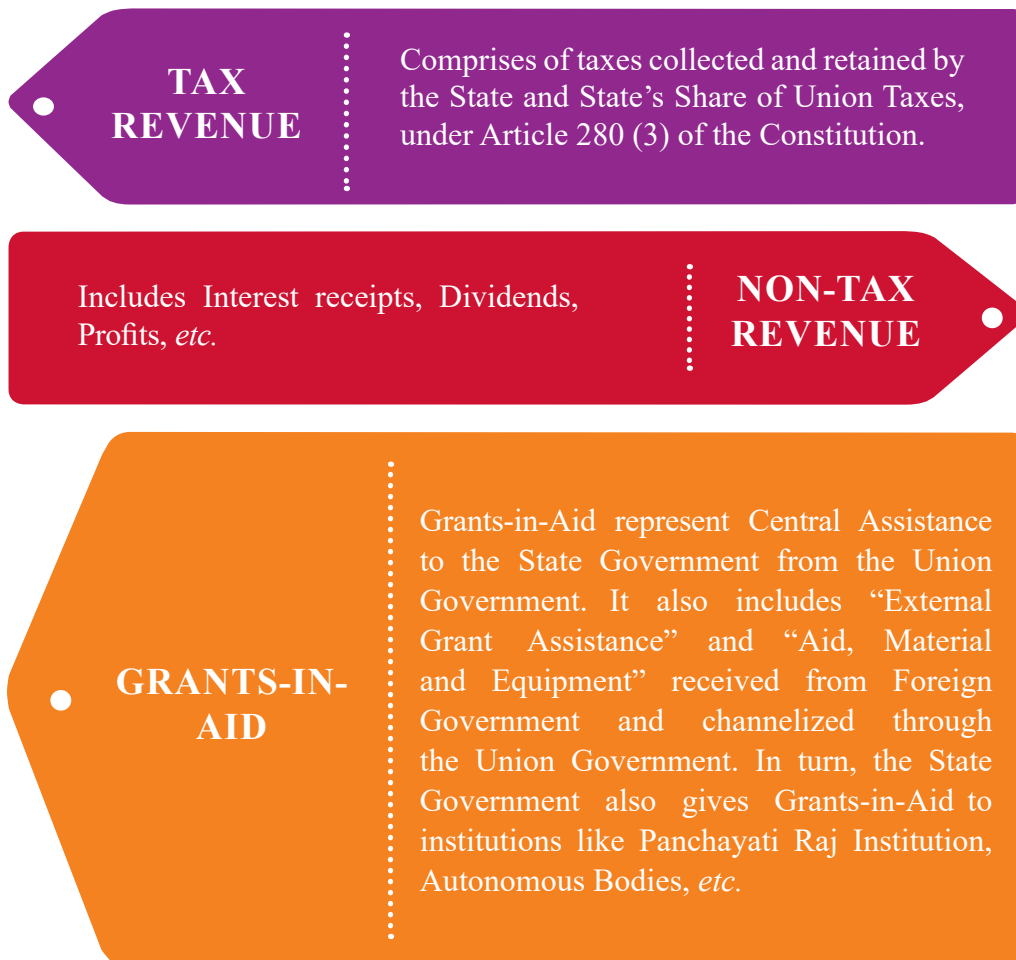 TAX
REVENUE
Comprises of taxes collected and retained by
the State and State’s Share of Union Taxes,
under Article 280 (3) of the Constitution.
Includes Interest receipts, Dividends,
Profits, etc.
NON-TAX
REVENUE
GRANTS-IN-
AID
Grants-in-Aid represent Central Assistance
to the State Government from the Union
Government. It also includes “External
Grant Assistance” and “Aid, Material
and Equipment” received from Foreign
Government and channelized through
the Union Government. In turn, the State
Government also gives Grants-in-Aid to
institutions like Panchayati Raj Institution,
Autonomous Bodies, etc.